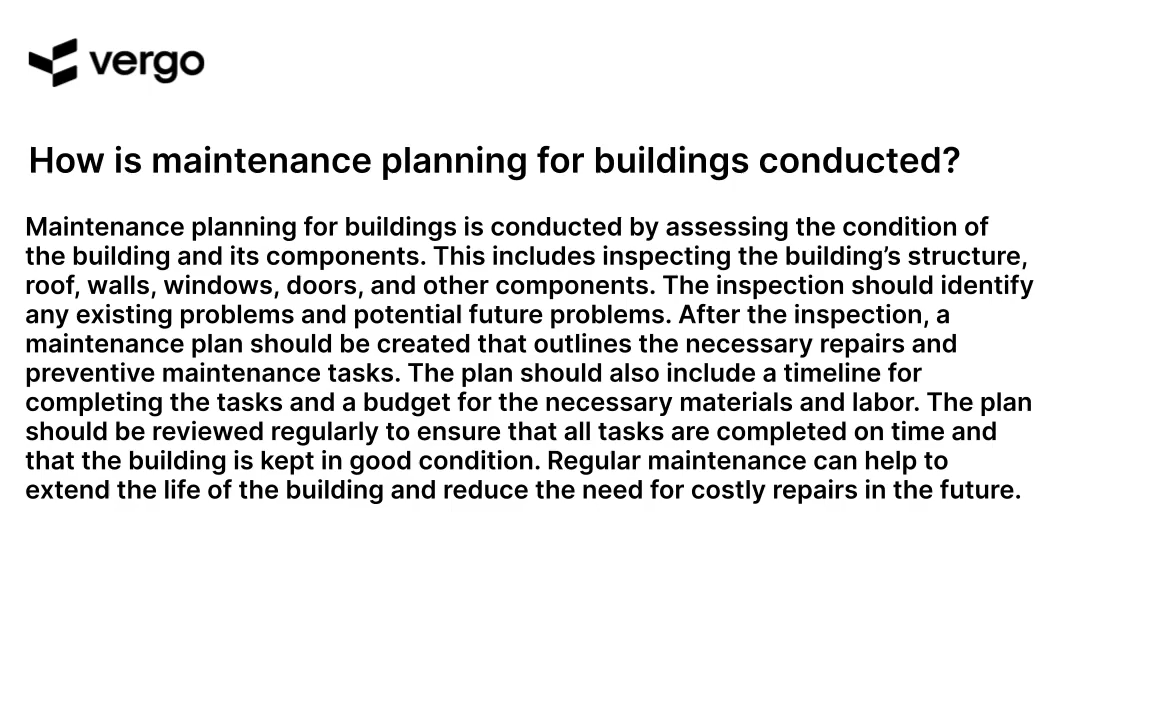 vergo
How is maintenance planning for buildings conducted?
Maintenance planning for buildings is conducted by assessing the condition of
the building and its components. This includes inspecting the building’s structure,
roof, walls, windows, doors, and other components. The inspection should identify
any existing problems and potential future problems. After the inspection, a
maintenance plan should be created that outlines the necessary repairs and
preventive maintenance tasks. The plan should also include a timeline for
completing the tasks and a budget for the necessary materials and labor. The plan
should be reviewed regularly to ensure that all tasks are completed on time and
that the building is kept in good condition. Regular maintenance can help to
extend the life of the building and reduce the need for costly repairs in the future.